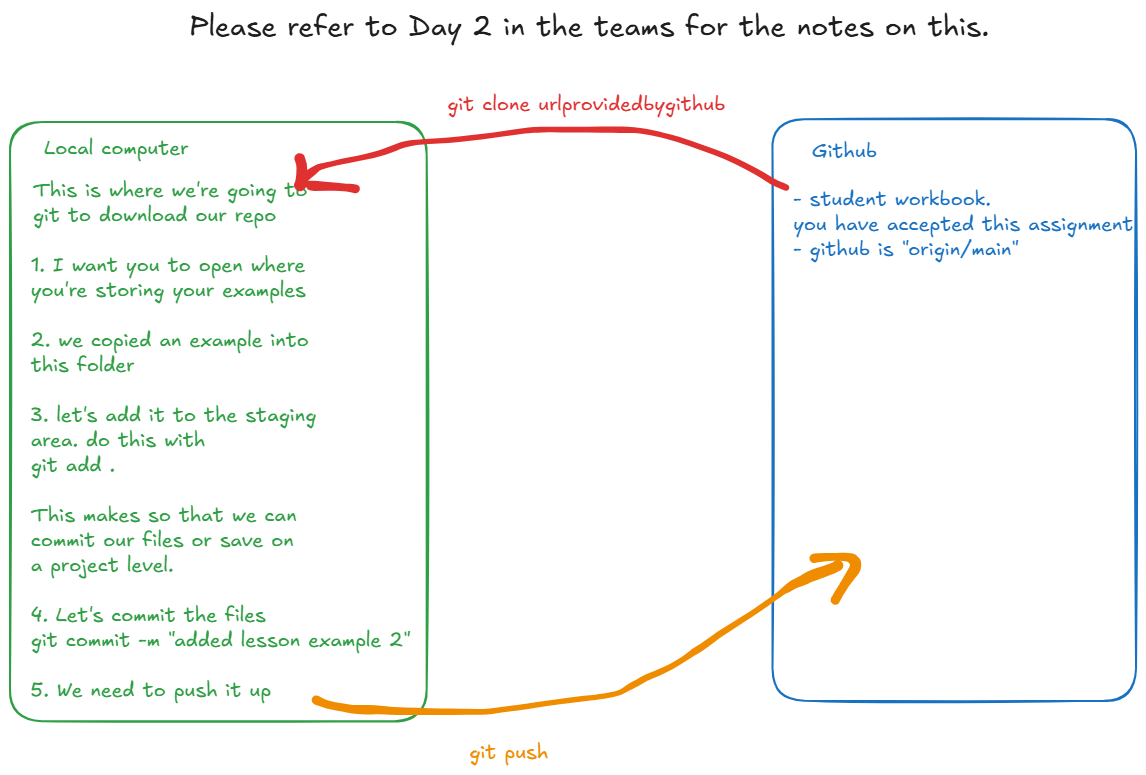 Please refer to Day 2 in the teams for the notes on this.
git clone urlprovidedbygithub
Local computer
This is where we're going to
git to download our repo
1. I want you to open where
you're storing your examples
2. we copied an example into
this folder
3. let's add it to the staging
area. do this with
git add .
This makes so that we can
commit our files or save on
a project level.
4. Let's commit the files
git commit -m "added lesson example 2"
5. We need to push it up
Github
- student workbook.
you have accepted this assignment
- github is "origin/main"
git push